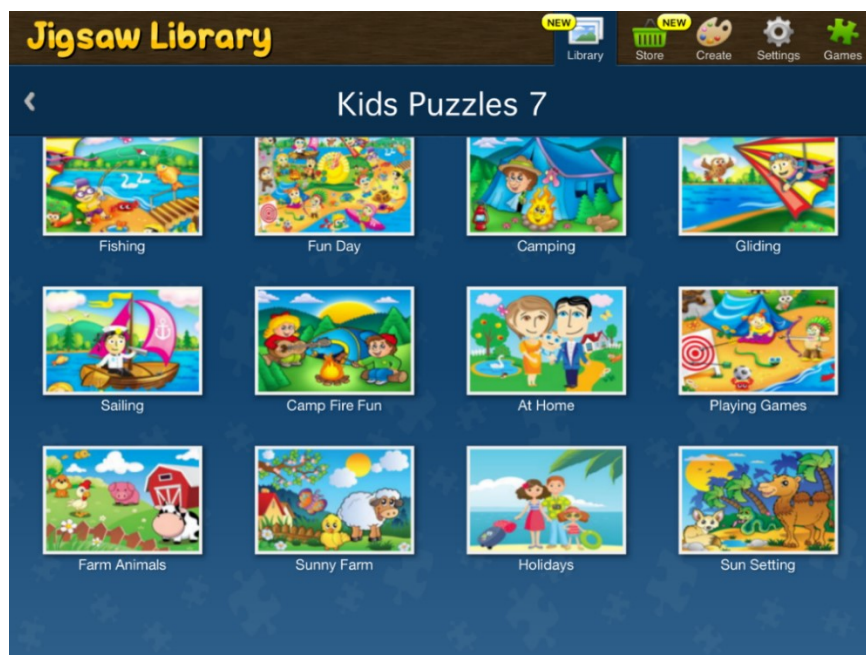 Jigsaw Library
NEW
Library
NEW
Store
Create
Settings
Games
Kids Puzzles 7
Fishing
Fun Day
Camping
Gliding
Sailing
Camp Fire Fun
At Home
Playing Games
Farm Animals
Sunny Farm
Holidays
Sun Setting